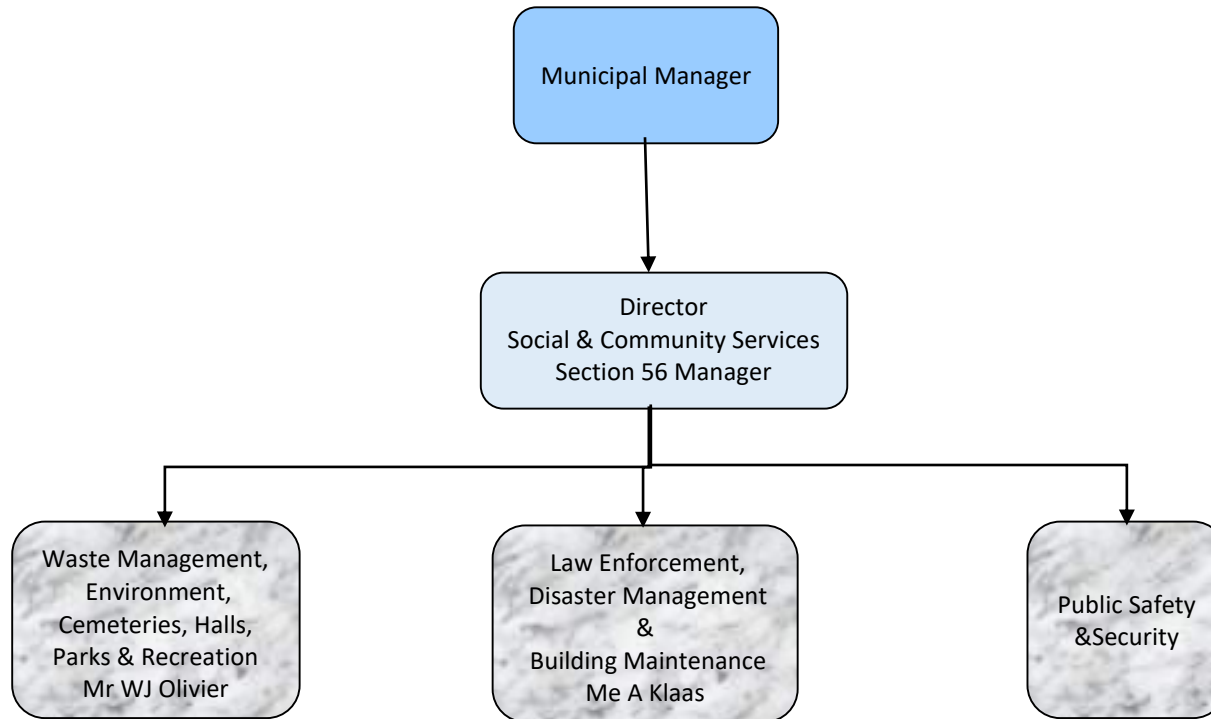 Municipal Manager
Director
Social & Community Services
Section 56 Manager
Waste Management,
Environment,
Cemeteries, Halls,
Parks & Recreation
Mr WJ Olivier
Law Enforcement,
Disaster Management
&
Building Maintenance
Me A Klaas
Public Safety
&Security